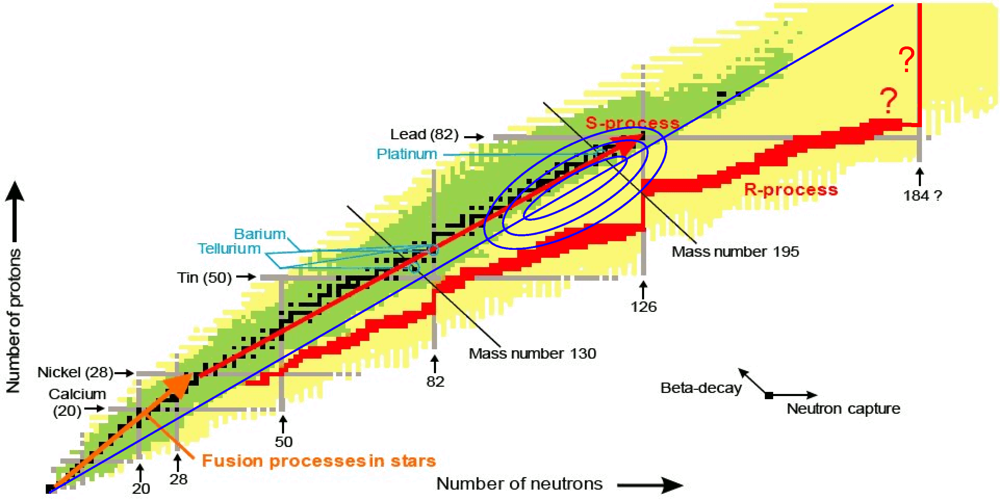 ?
?
S-process
Lead (82)
Platinum
R-process
184 ?
Barium
Tellurium
Mass number 195
Tin (50)
126
Number of protons
Mass number 130
Nickel (28)
82
Calcium
(20)
Beta-decay
Neutron capture
50
Fusion processes in stars
28
20
Number of neutrons